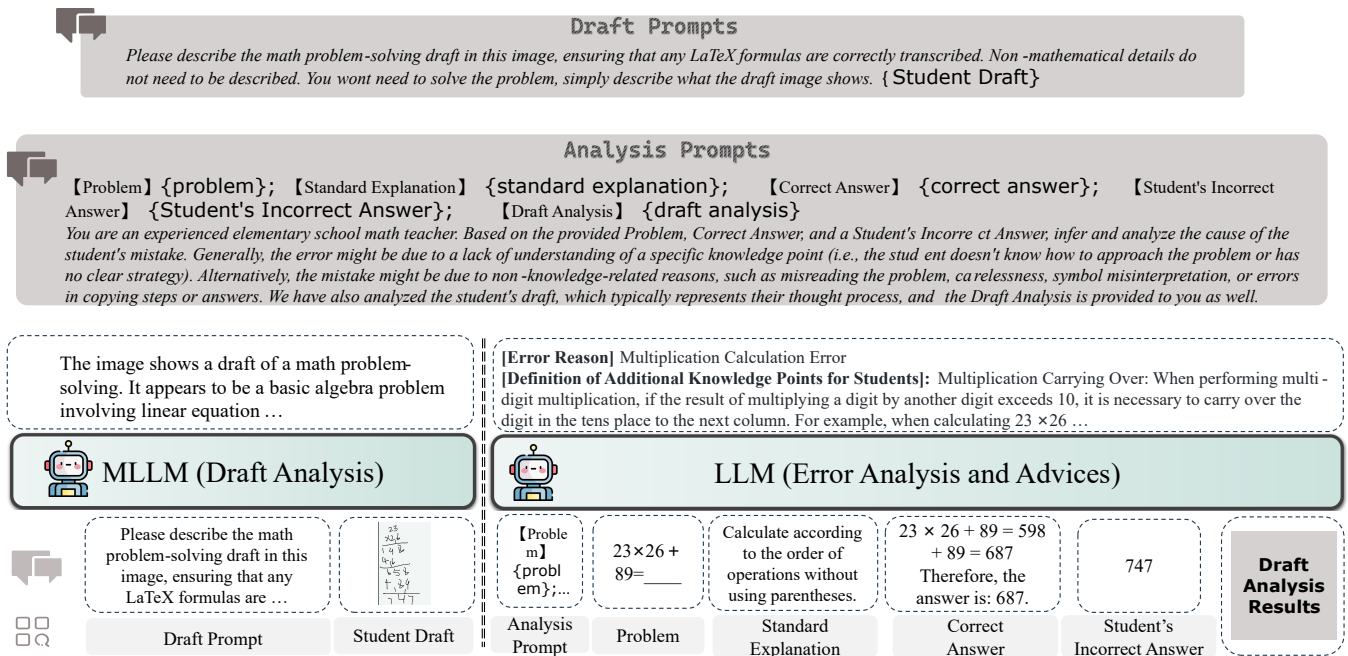 Draft Prompts
Please describe the math problem-solving draft in this image, ensuring that any LaTeX formulas are correctly transcribed. Non -mathematical details do
not need to be described. You wont need to solve the problem, simply describe what the draft image shows. {Student Draft}
Analysis Prompts
【Problem】{problem}; 【Standard Explanation】 {standard explanation}; 【Correct Answer】 {correct answer}; 【Student's Incorrect
Answer】 {Student's Incorrect Answer}; 【Draft Analysis】 {draft analysis}
You are an experienced elementary school math teacher. Based on the provided Problem, Correct Answer, and a Student's Incorre ct Answer, infer and analyze the cause of the
student's mistake. Generally, the error might be due to a lack of understanding of a specific knowledge point (i.e., the stud ent doesn't know how to approach the problem or has
no clear strategy). Alternatively, the mistake might be due to non -knowledge-related reasons, such as misreading the problem, ca relessness, symbol misinterpretation, or errors
in copying steps or answers. We have also analyzed the student's draft, which typically represents their thought process, and the Draft Analysis is provided to you as well.
The image shows a draft of a math problem-
solving. It appears to be a basic algebra problem
involving linear equation …
[Error Reason] Multiplication Calculation Error
[Definition of Additional Knowledge Points for Students]: Multiplication Carrying Over: When performing multi -
digit multiplication, if the result of multiplying a digit by another digit exceeds 10, it is necessary to carry over the
digit in the tens place to the next column. For example, when calculating 23 ×26 …
MLLM (Draft Analysis)
LLM (Error Analysis and Advices)
Please describe the math
problem-solving draft in this
image, ensuring that any
LaTeX formulas are …
23
×26
148
658
747
【Proble
m】
{probl
em};...
23×26 +
89=____
Calculate according
to the order of
operations without
using parentheses.
23 × 26 + 89 = 598
+ 89 = 687
Therefore, the
answer is: 687.
747
Draft
Analysis
Results
Draft Prompt
Student Draft
Analysis
Prompt
Problem
Standard
Explanation
Correct
Answer
Student’s
Incorrect Answer